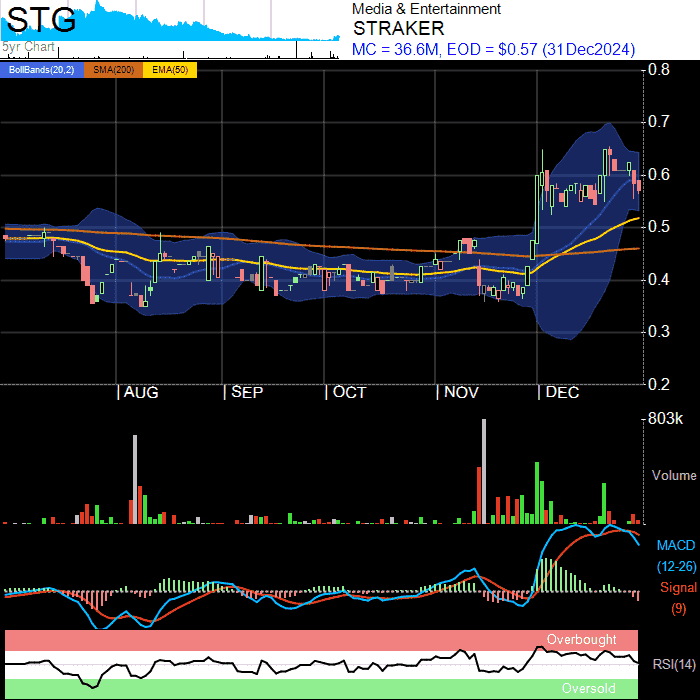 STG
5yr Chart
Media & Entertainment
STRAKER
MC = 36.6M, EOD = $0.57 (31Dec2024)
BollBands(20,2) SMA(200) EMA(50)
0.8
0.7
0.6
0.5
0.4
0.3
0.2
AUG SEP OCT NOV DEC
803k
Volume
MACD
(12-26)
Signal
(9)
Overbought
RSI(14)
Oversold